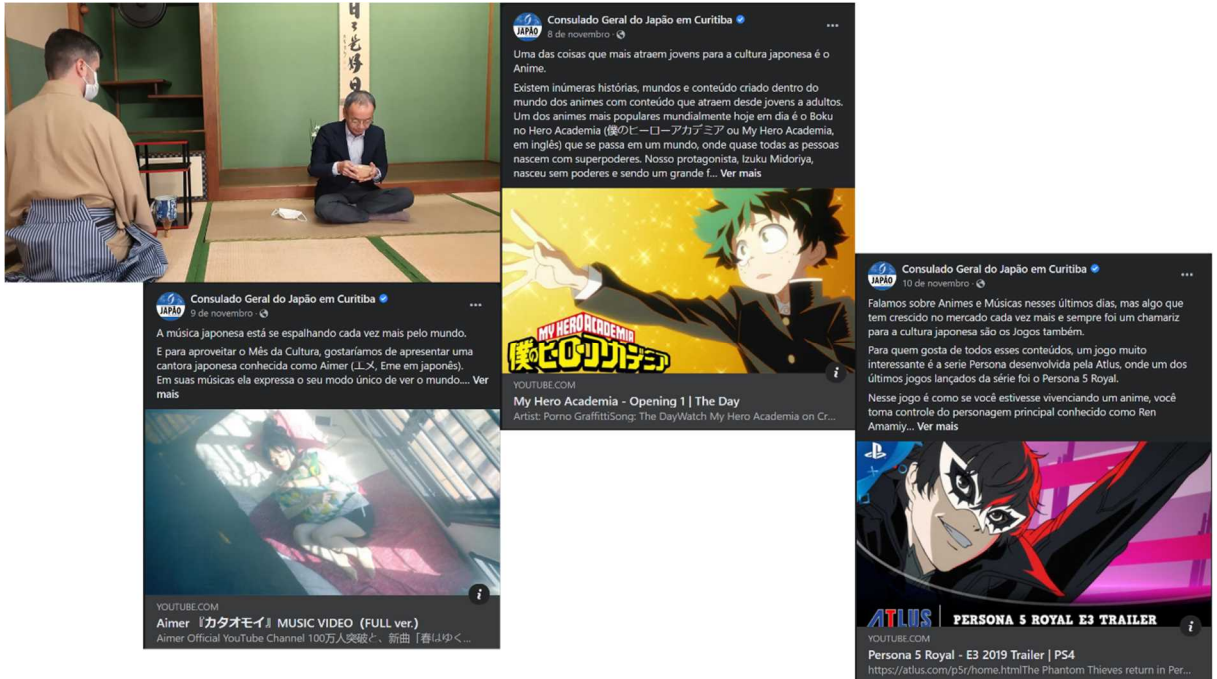 日々是好日
Consulado Geral do Japão em Curitiba
8 de novembro ·
Uma das coisas que mais atraem jovens para a cultura japonesa é o
Anime.
Existem inúmeras histórias, mundos e conteúdo criado dentro do
mundo dos animes com conteúdo que atraem desde jovens a adultos.
Um dos animes mais populares mundialmente hoje em dia é o Boku
no Hero Academia (僕のヒーローアカデミア ou My Hero Academia,
em inglês) que se passa em um mundo, onde quase todas as pessoas
nascem com superpoderes. Nosso protagonista, Izuku Midoriya,
nasceu sem poderes e sendo um grande f... Ver mais
MY HERO ACADEMIA
僕のヒーローアカデミア
YOUTUBE.COM
My Hero Academia - Opening 1 | The Day
Artist: Porno GraffittiSong: The DayWatch My Hero Academia on Cr...
JAPÃO
Consulado Geral do Japão em Curitiba
9 de novembro ·
A música japonesa está se espalhando cada vez mais pelo mundo.
E para aproveitar o Mês da Cultura, gostaríamos de apresentar uma
cantora japonesa conhecida como Aimer (エメ, Eme em japonês).
Em suas músicas ela expressa o seu modo único de ver o mundo.... Ver
mais
YOUTUBE.COM
Aimer 『カタオモイ』 MUSIC VIDEO (FULL ver.)
Aimer Official YouTube Channel 100万人突破と、新曲「春はゆく...
JAPÃO
Consulado Geral do Japão em Curitiba
10 de novembro ·
Falamos sobre Animes e Músicas nesses últimos dias, mas algo que
tem crescido no mercado cada vez mais e sempre foi um chamariz
para a cultura japonesa são os Jogos também.
Para quem gosta de todos esses conteúdos, um jogo muito
interessante é a serie Persona desenvolvida pela Atlus, onde um dos
últimos jogos lançados da série foi o Persona 5 Royal.
Nesse jogo é como se você estivesse vivenciando um anime, você
toma controle do personagem principal conhecido como Ren
Amamiy... Ver mais
ATLUS | PERSONA 5 ROYAL E3 TRAILER
YOUTUBE.COM
Persona 5 Royal - E3 2019 Trailer | PS4
https://atlus.com/p5r/home.htmlThe Phantom Thieves return in Per...
JAPÃO